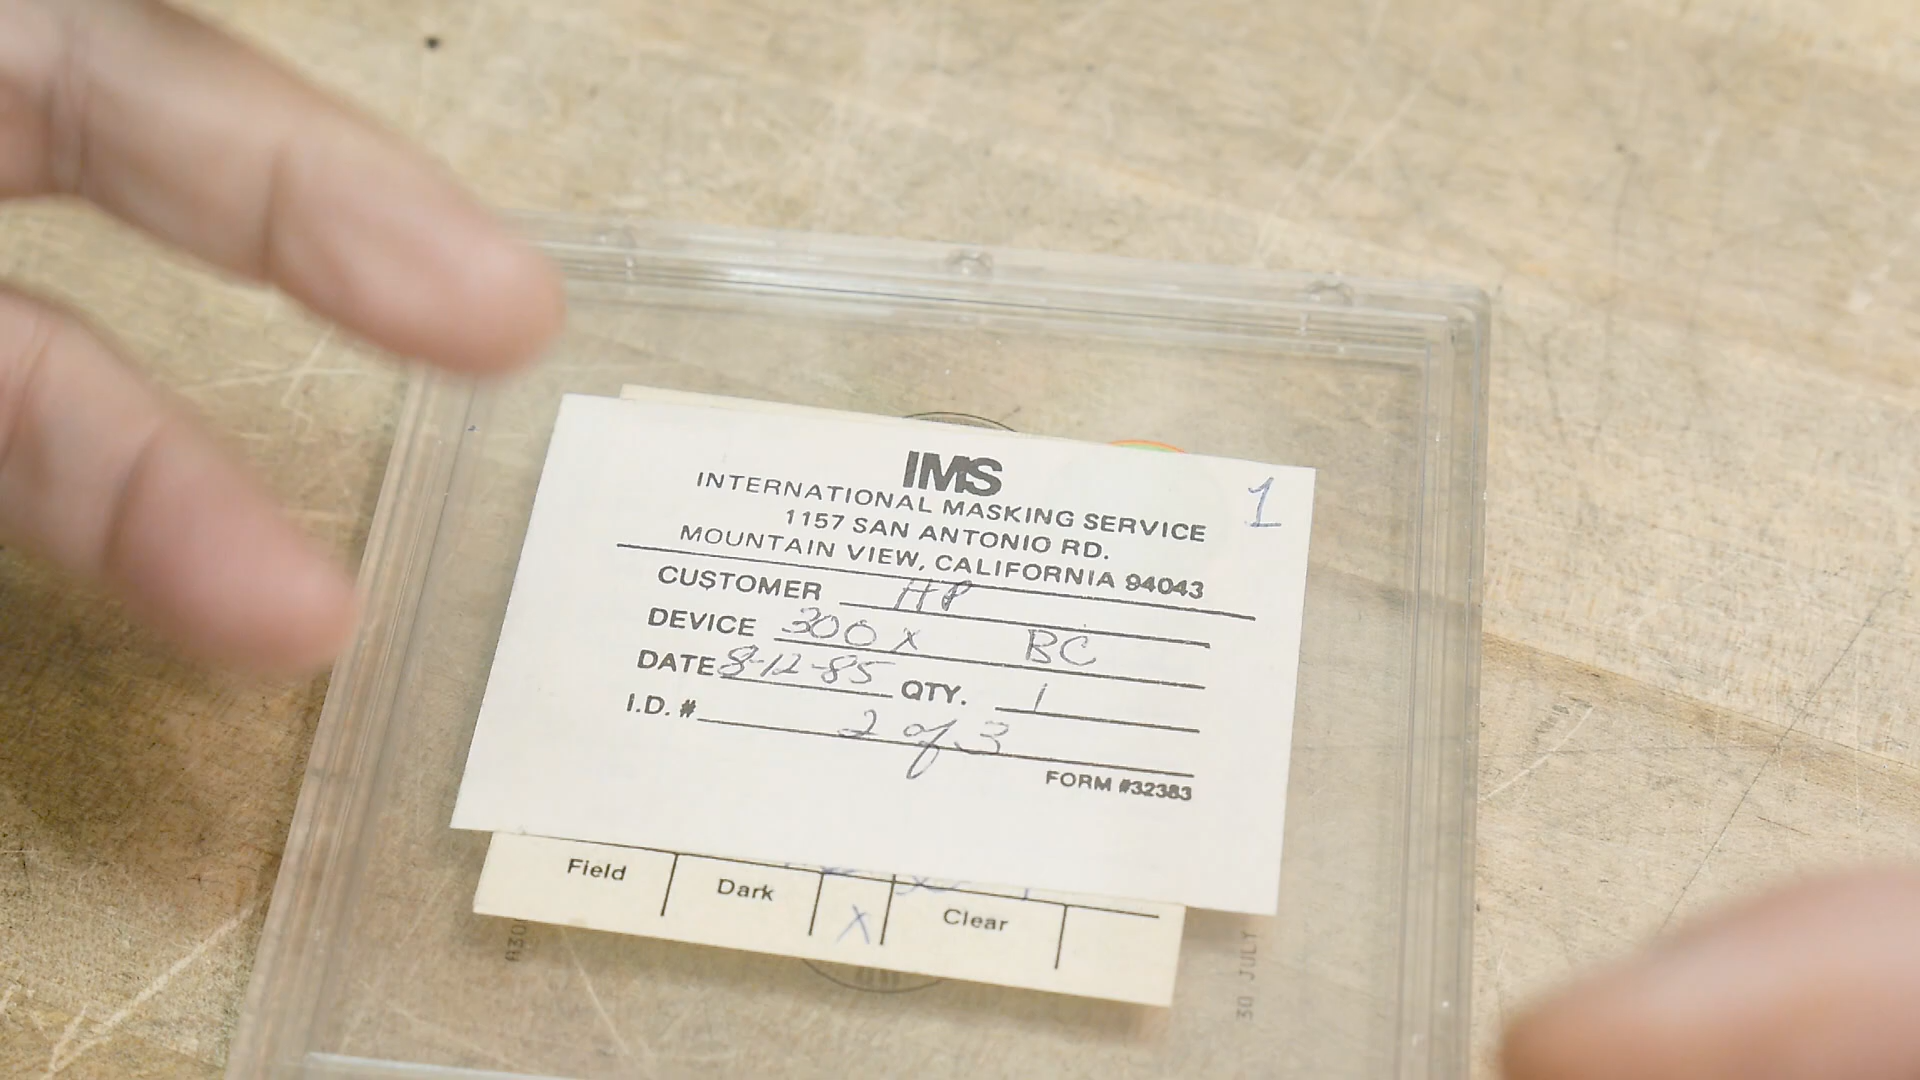 IMS
1
INTERNATIONAL MASKING SERVICE
1157 SAN ANTONIO RD.
MOUNTAIN VIEW, CALIFORNIA 94043
CUSTOMER HP
DEVICE 300 X BC
DATE 8-12-85 QTY. 1
I.D. # 2 of 3
FORM #32383
Field Dark X Clear
30 JULY